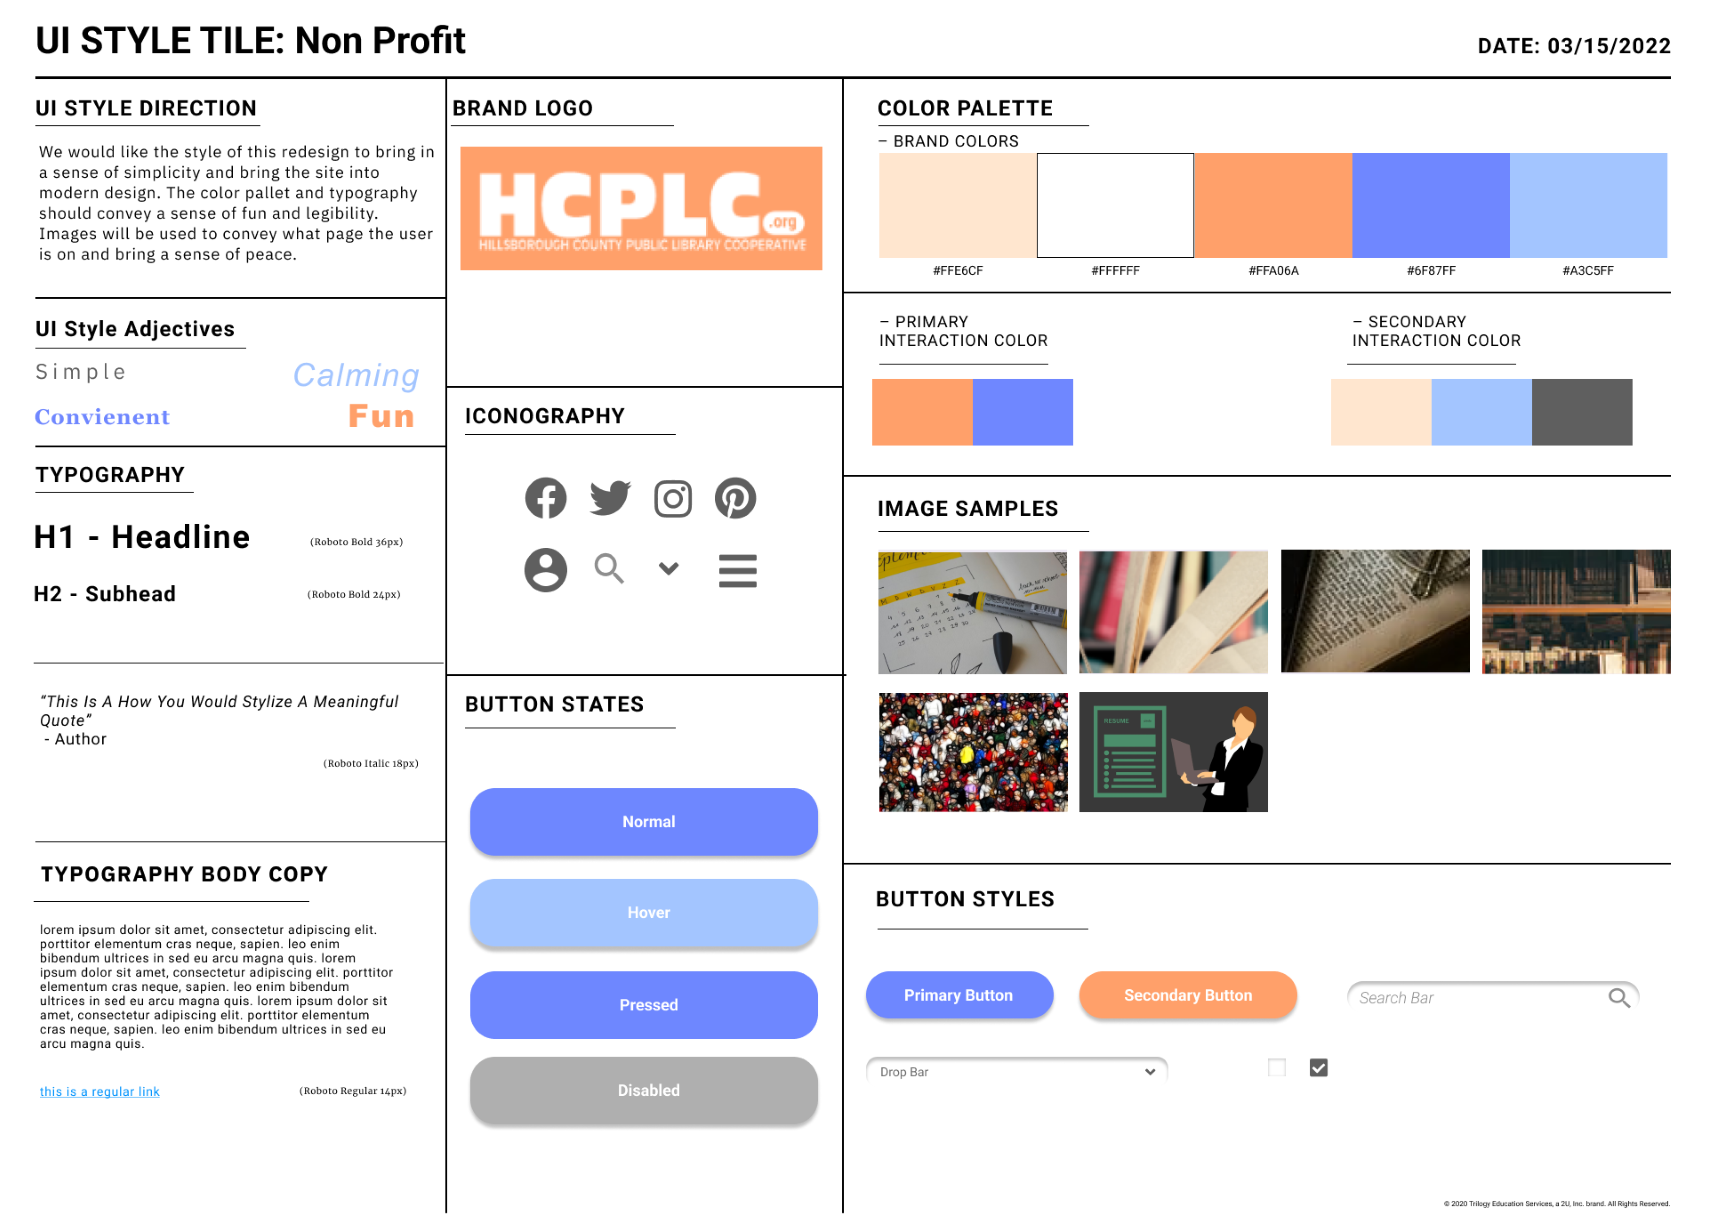 UI STYLE TILE: Non Profit
DATE: 03/15/2022
UI STYLE DIRECTION
We would like the style of this redesign to bring in
a sense of simplicity and bring the site into
modern design. The color pallet and typography
should convey a sense of fun and legibility.
Images will be used to convey what page the user
is on and bring a sense of peace.
UI Style Adjectives
Simple
Calming
Convienent
Fun
TYPOGRAPHY
H1 - Headline
(Roboto Bold 36px)
H2 - Subhead
(Roboto Bold 24px)
“This Is A How You Would Stylize A Meaningful
Quote”
- Author
(Roboto Italic 18px)
TYPOGRAPHY BODY COPY
lorem ipsum dolor sit amet, consectetur adipiscing elit.
porttitor elementum cras neque, sapien. leo enim
bibendum ultrices in sed eu arcu magna quis. lorem
ipsum dolor sit amet, consectetur adipiscing elit. porttitor
elementum cras neque, sapien. leo enim bibendum
ultrices in sed eu arcu magna quis. lorem ipsum dolor sit
amet, consectetur adipiscing elit. porttitor elementum
cras neque, sapien. leo enim bibendum ultrices in sed eu
arcu magna quis.
this is a regular link
(Roboto Regular 14px)
BRAND LOGO
HCPLC.org
HILLSBOROUGH COUNTY PUBLIC LIBRARY COOPERATIVE
ICONOGRAPHY
BUTTON STATES
Normal
Hover
Pressed
Disabled
COLOR PALETTE
– BRAND COLORS
#FFE6CF
#FFFFFF
#FFA06A
#6F87FF
#A3C5FF
– PRIMARY
INTERACTION COLOR
– SECONDARY
INTERACTION COLOR
IMAGE SAMPLES
RESUME
BUTTON STYLES
Primary Button
Secondary Button
Search Bar
Drop Bar
© 2020 Trilogy Education Services, a 2U, Inc. brand. All Rights Reserved.